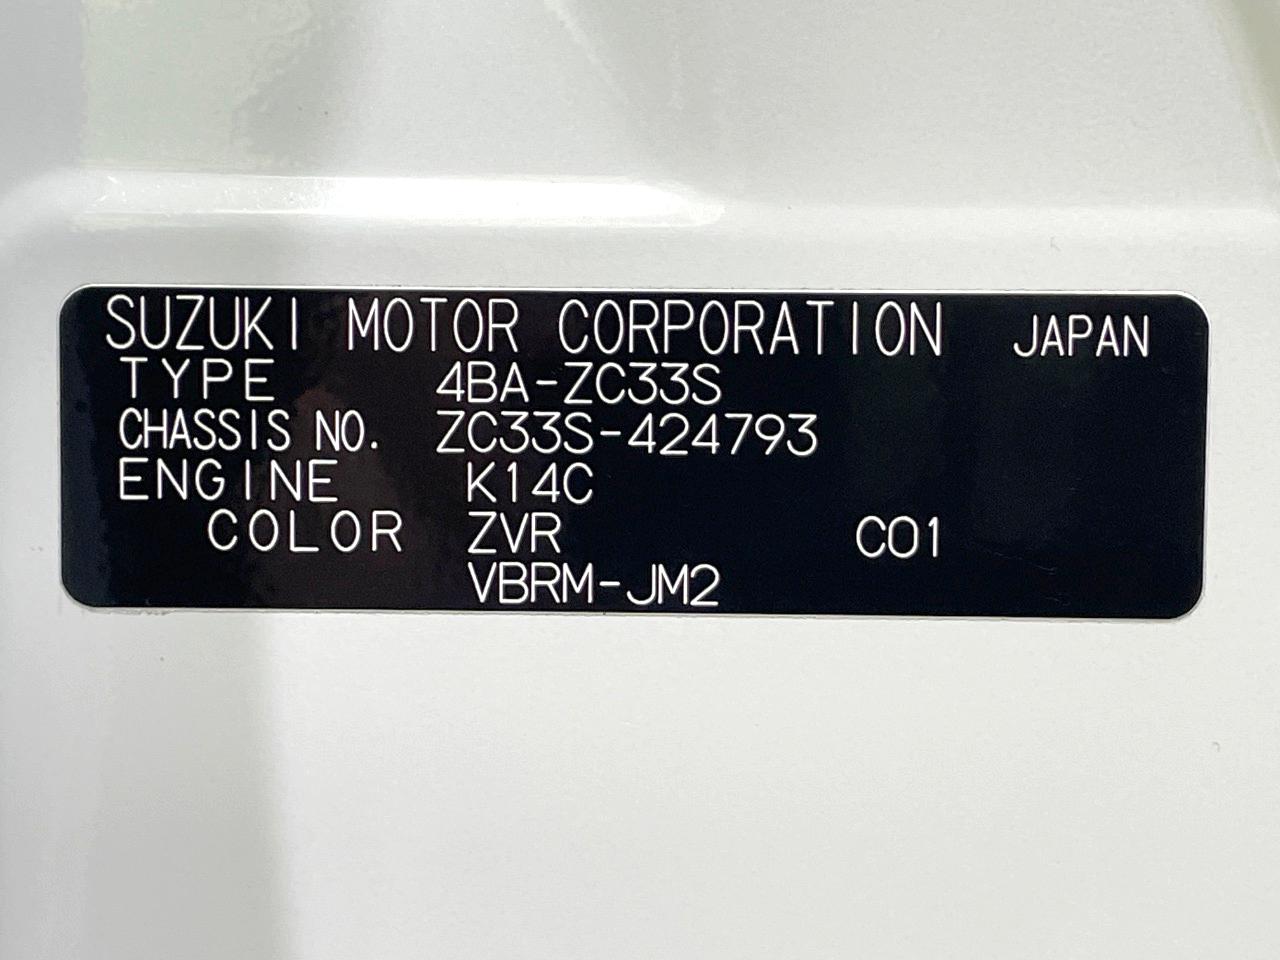 SUZUKI MOTOR CORPORATION JAPAN
TYPE 4BA-ZC33S
CHASSIS NO. ZC33S-424793
ENGINE K14C
COLOR ZVR C01
VBRM-JM2